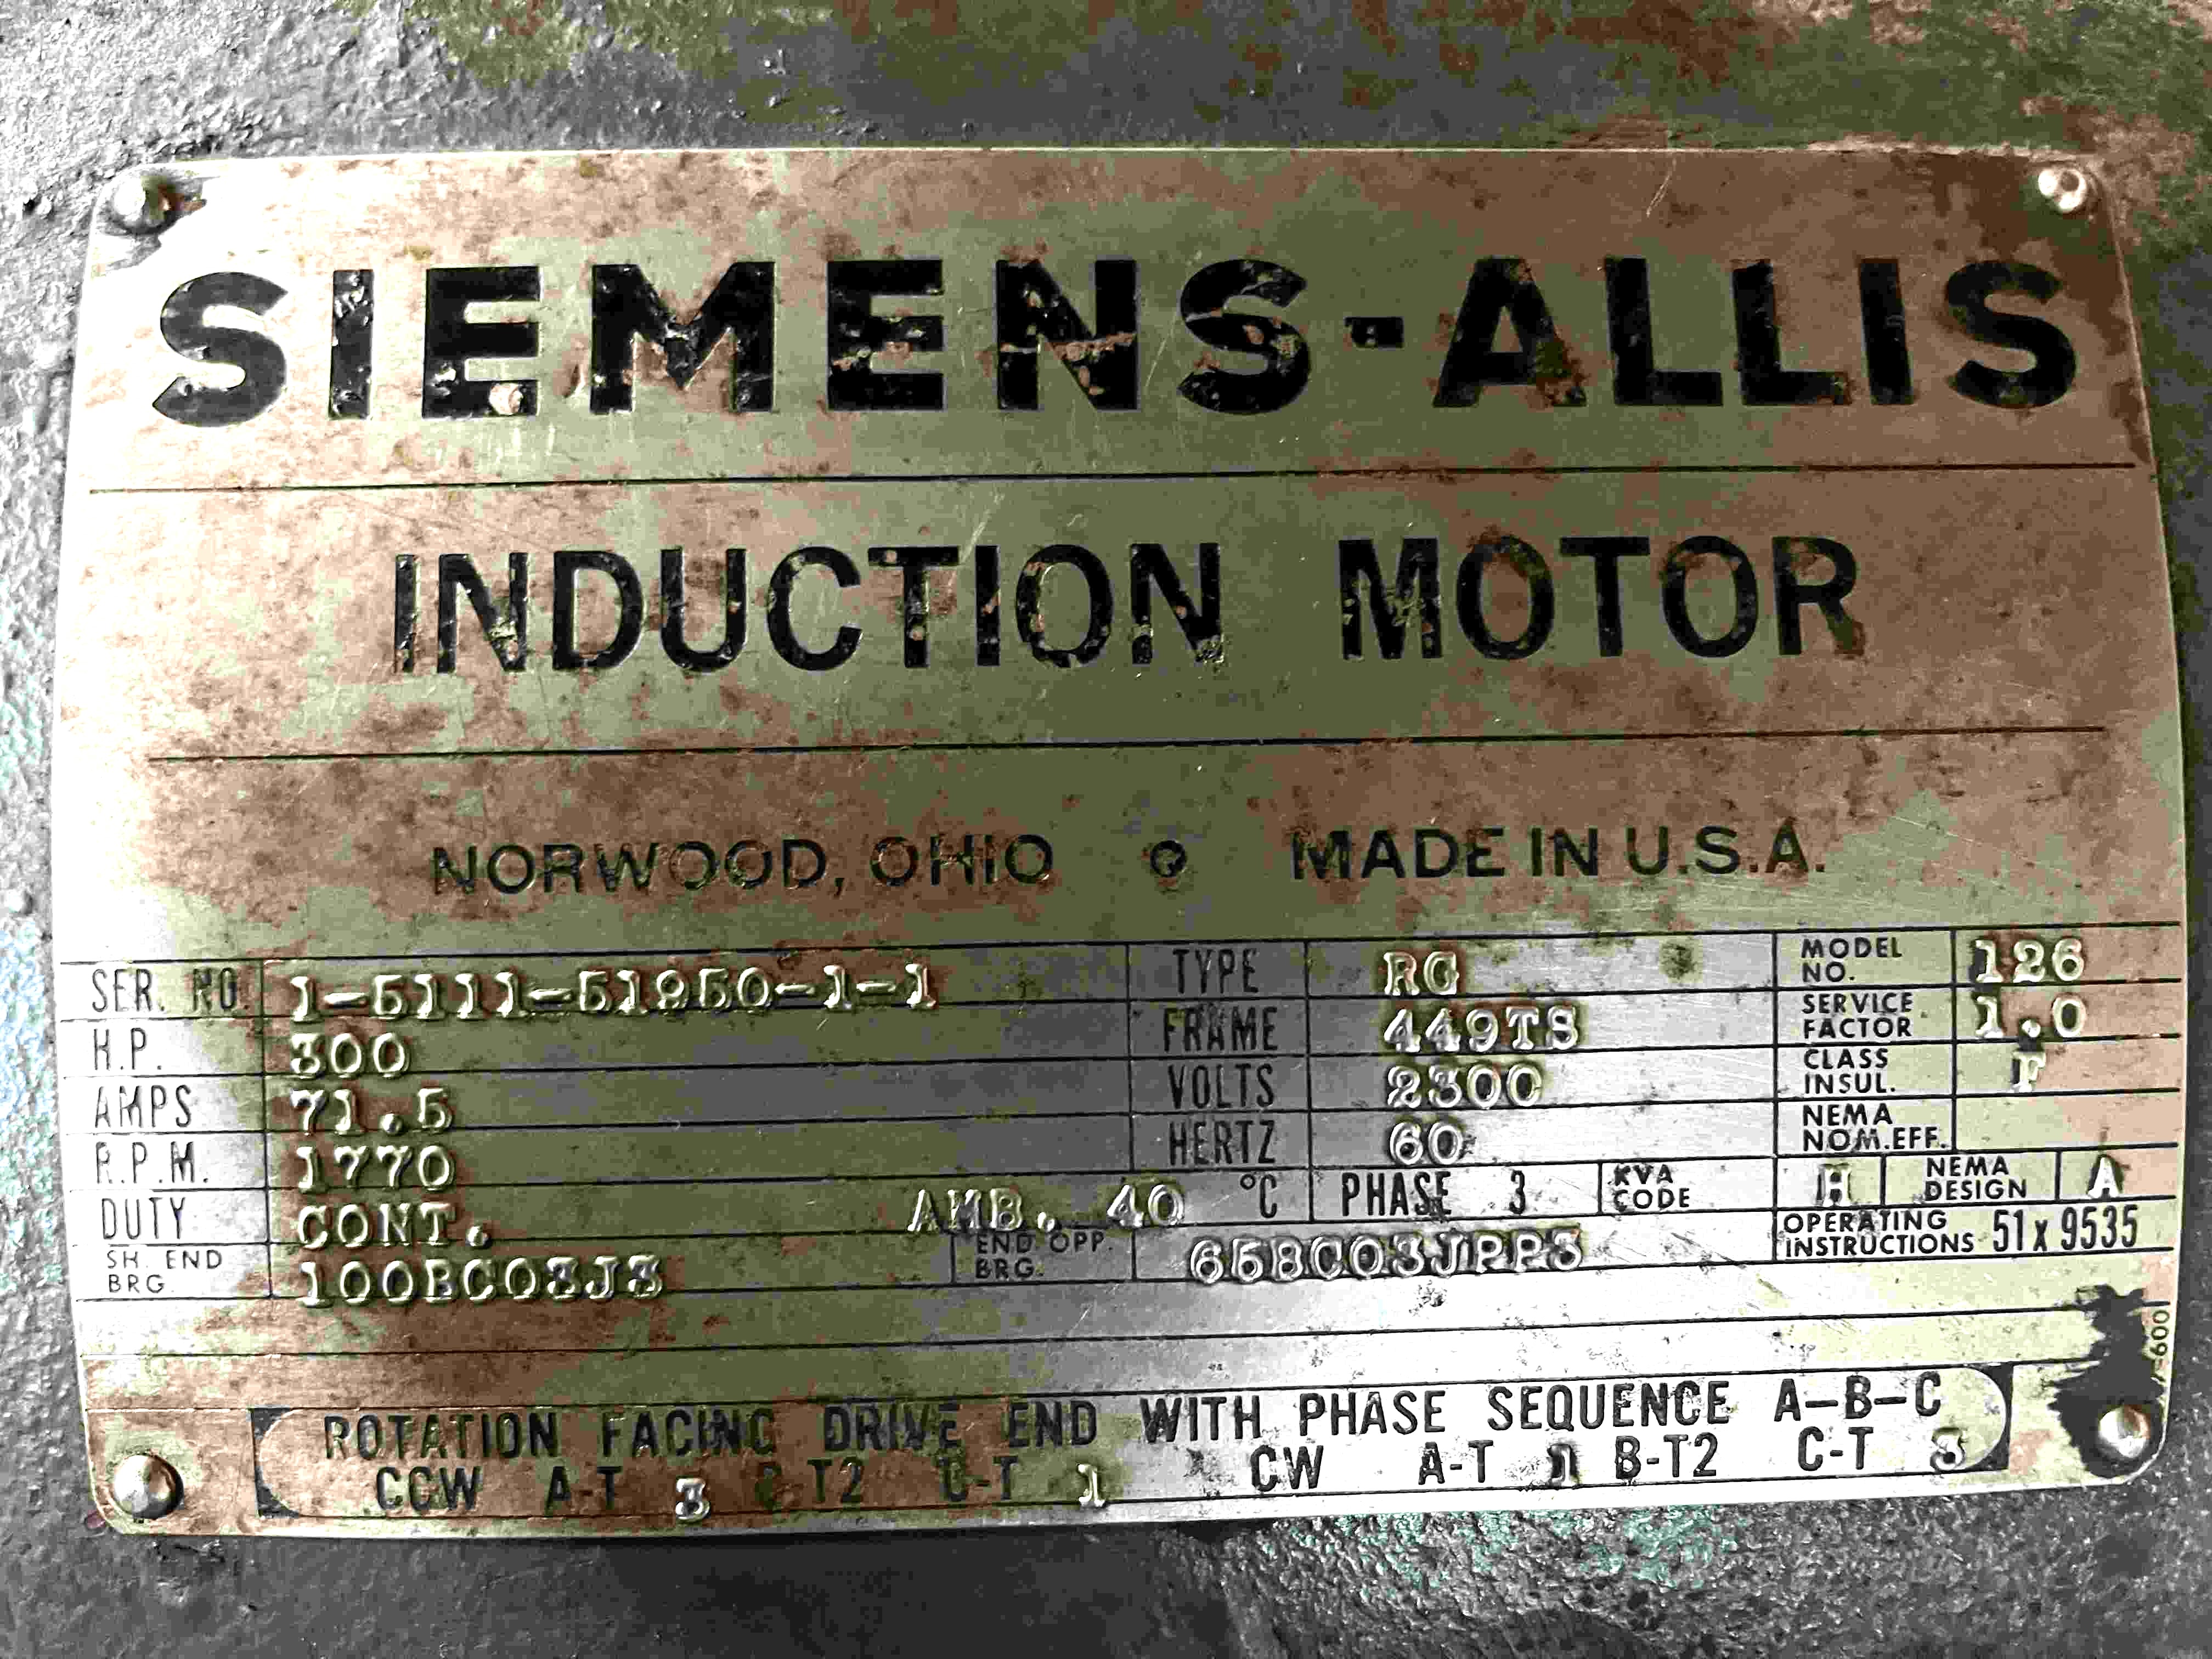 SIEMENS-ALLIS
INDUCTION MOTOR
NORWOOD, OHIO MADE IN U.S.A.
SER. NO. 1-5111-51950-1-1 TYPE RG MODEL NO. 126
H.P. 300 FRAME 449TS SERVICE FACTOR 1.0
AMPS 71.5 VOLTS 2300 CLASS INSUL. F
R.P.M. 1770 HERTZ 60 NEMA NOM.EFF.
DUTY CONT. AMB. 40 °C PHASE 3 KVA CODE H NEMA DESIGN A
SH. END BRG. 100BC03J3 END OPP. BRG. 65BC03JPP3 OPERATING INSTRUCTIONS 51x9535
ROTATION FACING DRIVE END WITH PHASE SEQUENCE A-B-C
CCW A-T 3 T2 C-T 1 CW A-T 1 B-T2 C-T 3